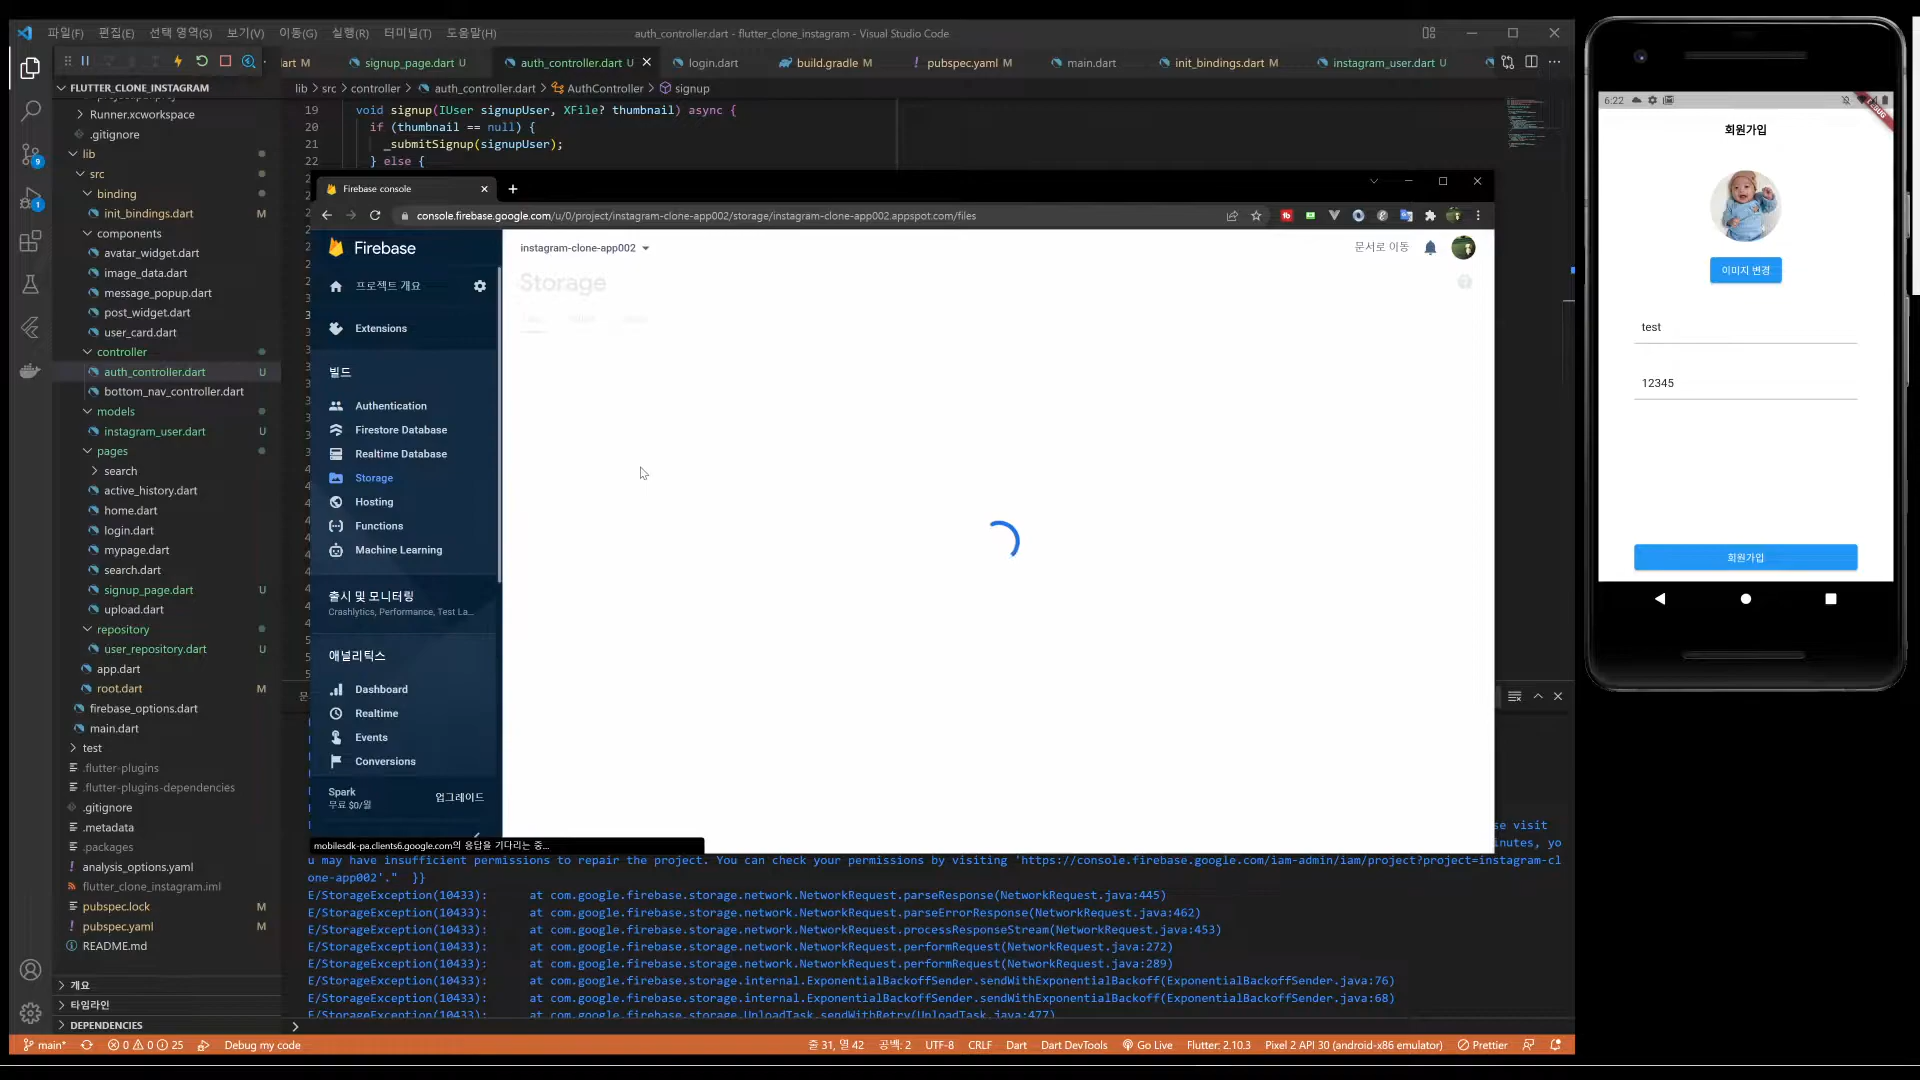 파일(F) 편집(E) 선택 영역(S) 보기(V) 이동(G) 실행(R) 터미널(T) 도움말(H)
auth_controller.dart - flutter_clone_instagram - Visual Studio Code
dart M
signup_page.dart U
auth_controller.dart U
login.dart
build.gradle M
pubspec.yaml M
main.dart
init_bindings.dart M
instagram_user.dart U
lib > src > controller > auth_controller.dart > AuthController > signup
19 void signup(IUser signupUser, XFile? thumbnail) async {
20 if (thumbnail == null) {
21 _submitSignup(signupUser);
22 } else {
FLUTTER_CLONE_INSTAGRAM
Runner.xcworkspace
.gitignore
lib
src
binding
init_bindings.dart M
components
avatar_widget.dart
image_data.dart
message_popup.dart
post_widget.dart
user_card.dart
controller
auth_controller.dart U
bottom_nav_controller.dart
models
instagram_user.dart U
pages
search
active_history.dart
home.dart
login.dart
mypage.dart
search.dart
signup_page.dart U
upload.dart
repository
user_repository.dart U
app.dart
root.dart M
firebase_options.dart
main.dart
test
.flutter-plugins
.flutter-plugins-dependencies
.gitignore
.metadata
.packages
analysis_options.yaml
flutter_clone_instagram.iml
pubspec.lock M
pubspec.yaml M
README.md
개요
타임라인
DEPENDENCIES
9
1
Firebase console
console.firebase.google.com/u/0/project/instagram-clone-app002/storage/instagram-clone-app002.appspot.com/files
Firebase
instagram-clone-app002
문서로 이동
Storage
프로젝트 개요
Extensions
빌드
Authentication
Firestore Database
Realtime Database
Storage
Hosting
Functions
Machine Learning
출시 및 모니터링
Crashlytics, Performance, Test La...
애널리틱스
Dashboard
Realtime
Events
Conversions
Spark
무료 $0/월
업그레이드
mobilesdk-pa.clients6.google.com의 응답을 기다리는 중...
se visit
inutes, yo
u may have insufficient permissions to repair the project. You can check your permissions by visiting 'https://console.firebase.google.com/iam-admin/iam/project?project=instagram-cl
one-app002'." }}
E/StorageException(10433): at com.google.firebase.storage.network.NetworkRequest.parseResponse(NetworkRequest.java:445)
E/StorageException(10433): at com.google.firebase.storage.network.NetworkRequest.parseErrorResponse(NetworkRequest.java:462)
E/StorageException(10433): at com.google.firebase.storage.network.NetworkRequest.processResponseStream(NetworkRequest.java:453)
E/StorageException(10433): at com.google.firebase.storage.network.NetworkRequest.performRequest(NetworkRequest.java:272)
E/StorageException(10433): at com.google.firebase.storage.network.NetworkRequest.performRequest(NetworkRequest.java:289)
E/StorageException(10433): at com.google.firebase.storage.internal.ExponentialBackoffSender.sendWithExponentialBackoff(ExponentialBackoffSender.java:76)
E/StorageException(10433): at com.google.firebase.storage.internal.ExponentialBackoffSender.sendWithExponentialBackoff(ExponentialBackoffSender.java:68)
E/StorageException(10433): at com.google.firebase.storage.UploadTask.sendWithRetry(UploadTask.java:477)
main* 0 0 25 Debug my code
줄 31, 열 42 공백: 2 UTF-8 CRLF Dart Dart DevTools Go Live Flutter: 2.10.3 Pixel 2 API 30 (android-x86 emulator) Prettier
6:22
DEBUG
회원가입
이미지 변경
test
12345
회원가입